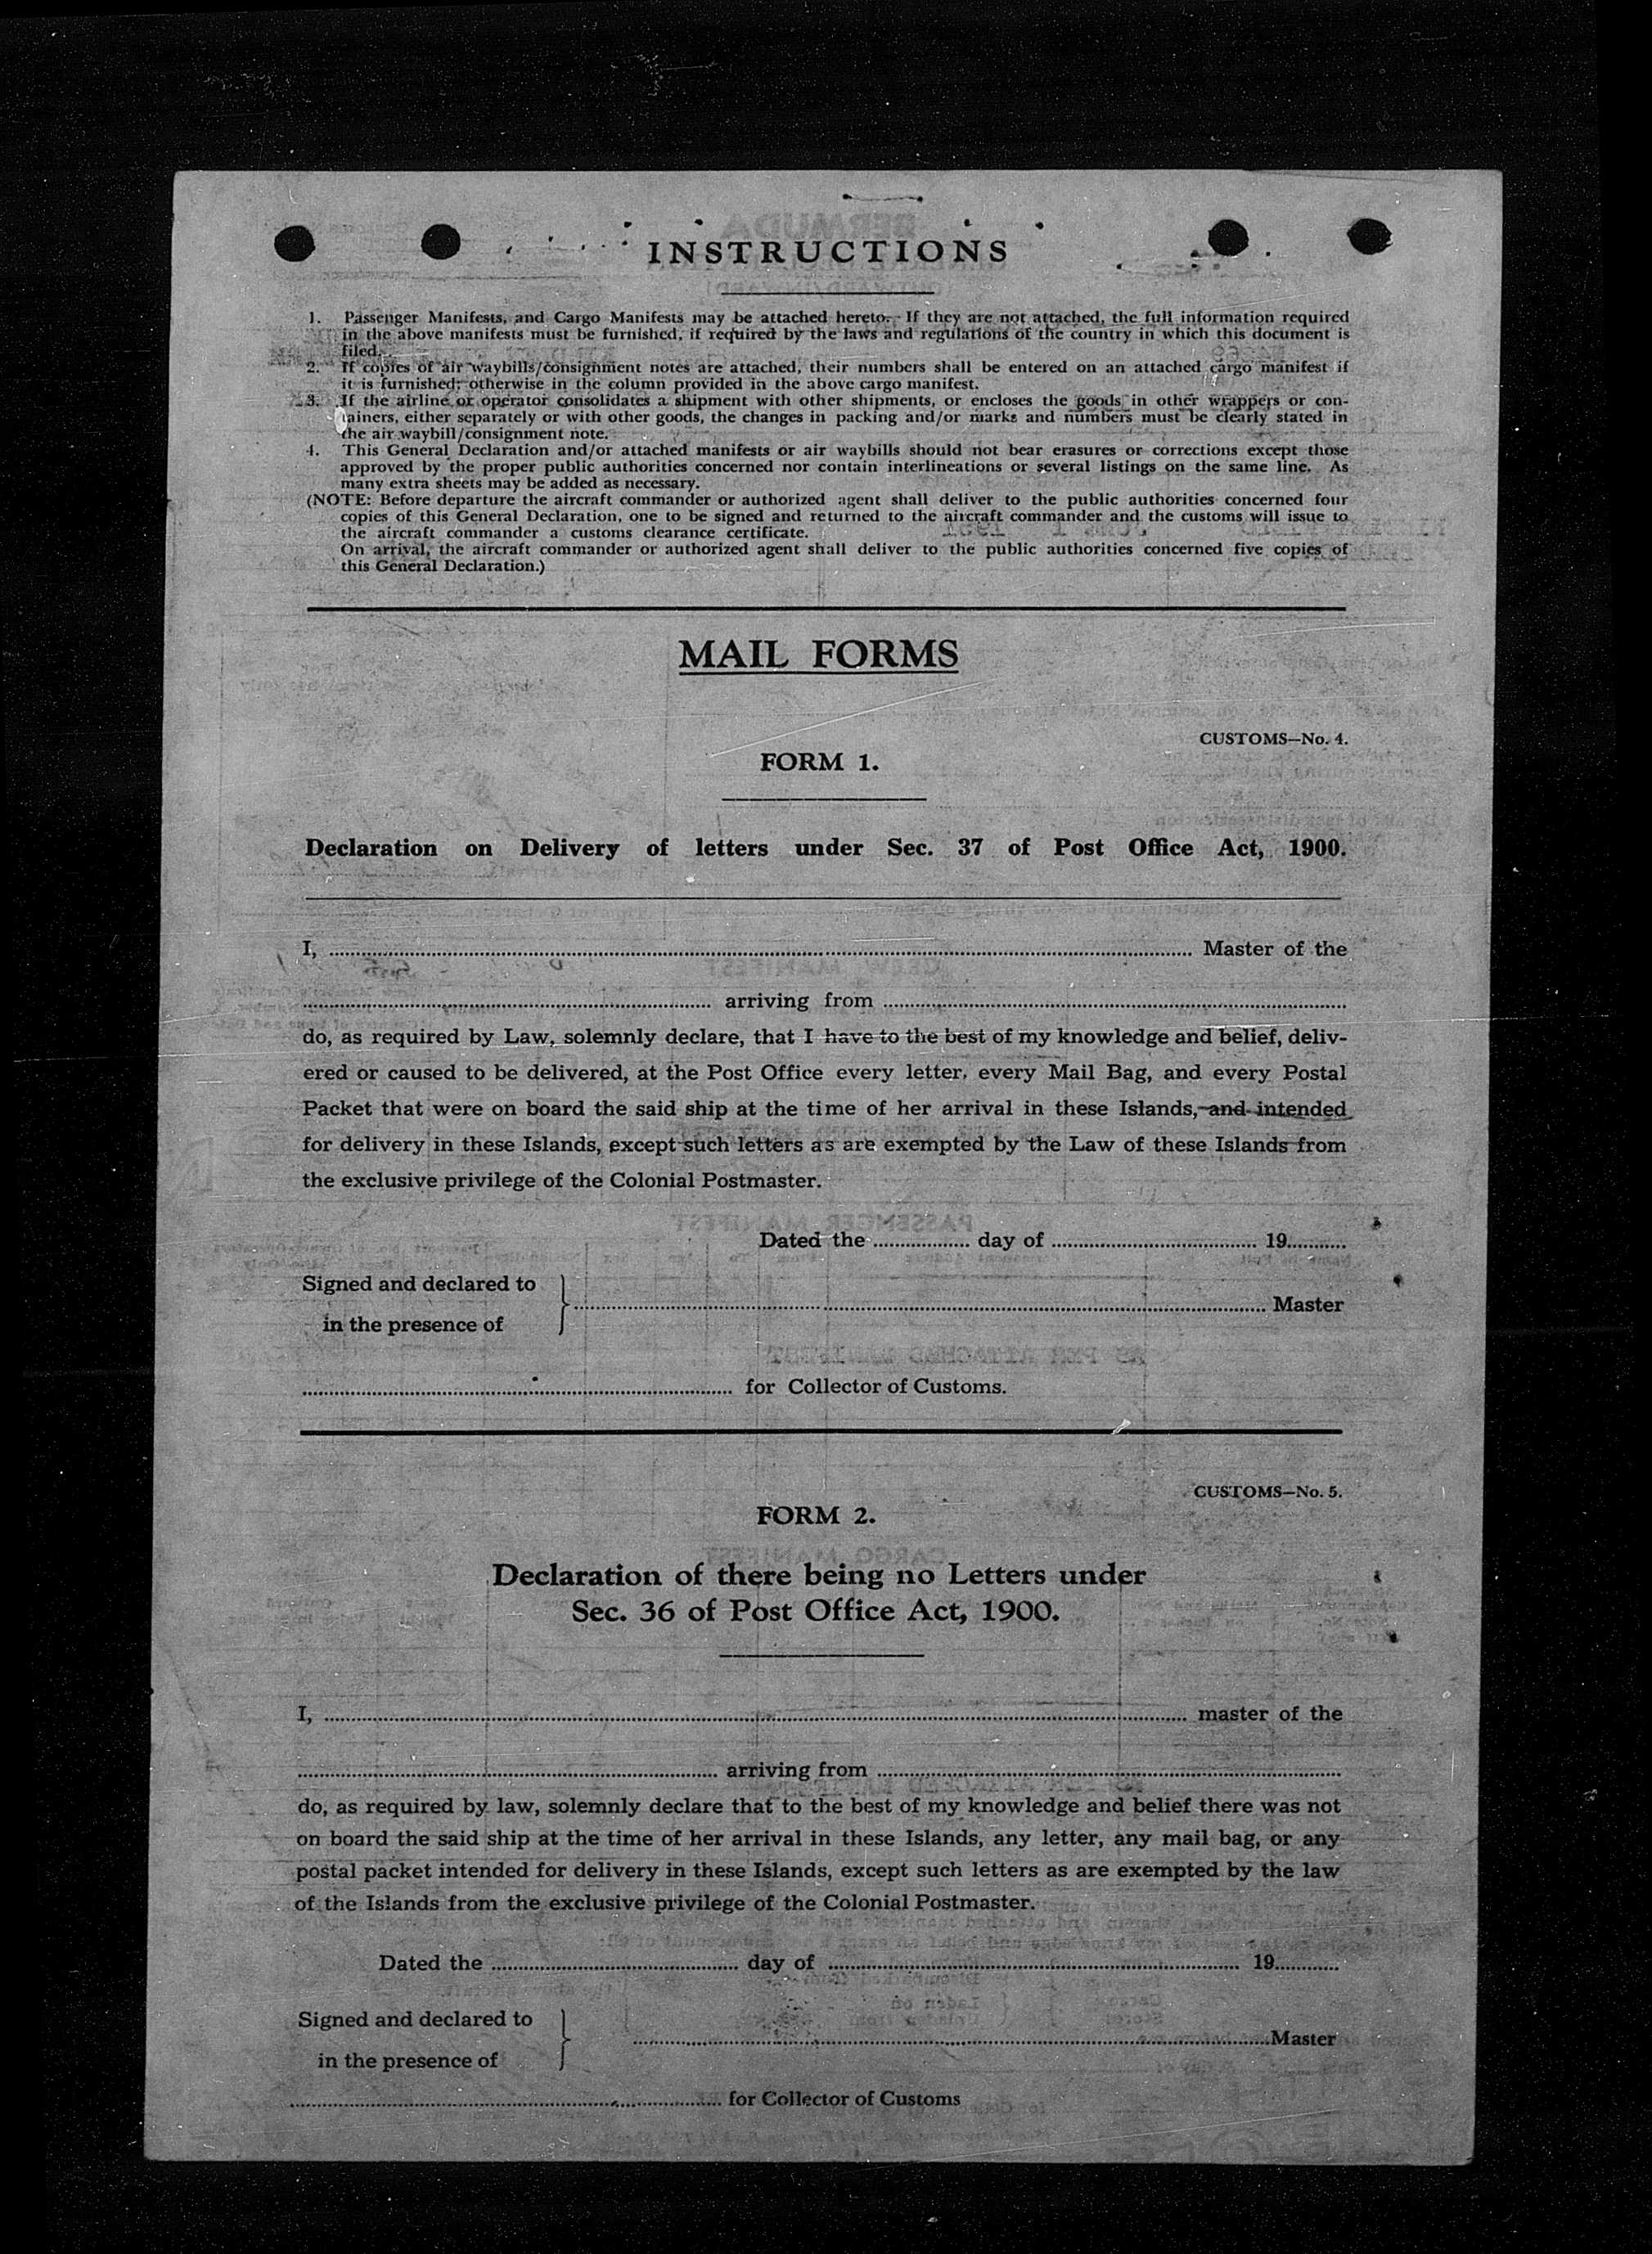 INSTRUCTIONS
1. Passenger Manifests, and Cargo Manifests may be attached hereto. If they are not attached, the full information required
in the above manifests must be furnished, if required by the laws and regulations of the country in which this document is
filed.
2. If copies of air waybills/consignment notes are attached, their numbers shall be entered on an attached cargo manifest if
it is furnished; otherwise in the column provided in the above cargo manifest.
3. If the airline or operator consolidates a shipment with other shipments, or encloses the goods in other wrappers or con-
tainers, either separately or with other goods, the changes in packing and/or marks and numbers must be clearly stated in
the air waybill/consignment note.
4. This General Declaration and/or attached manifests or air waybills should not bear erasures or corrections except those
approved by the proper public authorities concerned nor contain interlineations or several listings on the same line. As
many extra sheets may be added as necessary.
(NOTE: Before departure the aircraft commander or authorized agent shall deliver to the public authorities concerned four
copies of this General Declaration, one to be signed and returned to the aircraft commander and the customs will issue to
the aircraft commander a customs clearance certificate.
On arrival, the aircraft commander or authorized agent shall deliver to the public authorities concerned five copies of
this General Declaration.)
MAIL FORMS
CUSTOMS—No. 4.
FORM 1.
Declaration on Delivery of letters under Sec. 37 of Post Office Act, 1900.
I, ........ Master of the
........ arriving from ........
do, as required by Law, solemnly declare, that I have to the best of my knowledge and belief, deliv-
ered or caused to be delivered, at the Post Office every letter, every Mail Bag, and every Postal
Packet that were on board the said ship at the time of her arrival in these Islands, and intended
for delivery in these Islands, except such letters as are exempted by the Law of these Islands from
the exclusive privilege of the Colonial Postmaster.
PASSENGER MANIFEST
Dated the ........ day of ........ 19........
Signed and declared to
........ Master
in the presence of
AS PER ATTACHED MANIFEST
........ for Collector of Customs.
CUSTOMS—No. 5.
FORM 2.
CARGO MANIFEST
Declaration of there being no Letters under
Sec. 36 of Post Office Act, 1900.
I, ........ master of the
........ arriving from ........
do, as required by law, solemnly declare that to the best of my knowledge and belief there was not
on board the said ship at the time of her arrival in these Islands, any letter, any mail bag, or any
postal packet intended for delivery in these Islands, except such letters as are exempted by the law
of the Islands from the exclusive privilege of the Colonial Postmaster.
Dated the ........ day of ........ 19........
Signed and declared to
........ Master
in the presence of
........ for Collector of Customs